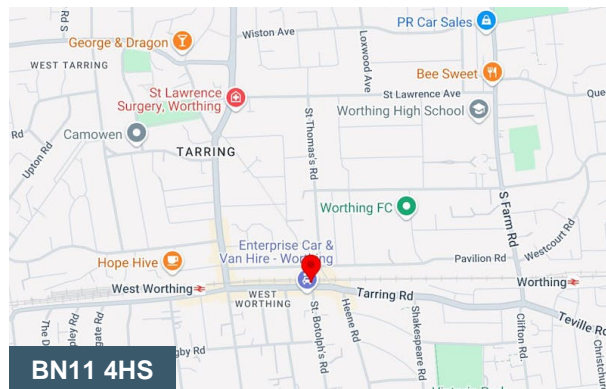 Rd S
George & Dragon
Wiston Ave
Loxwood Ave
PR Car Sales
WEST TARRING
St Lawrence
Surgery, Worthing
Bee Sweet
St Lawrence Ave
Que
Camowen
Rd
Upton Rd
TARRING
St Thomas's Rd
Worthing High School
S Farm Rd
Worthing FC
Westcourt Rd
Enterprise Car &
Van Hire - Worthing
Pavilion Rd
Hope Hive
West Worthing
WEST
WORTHING
Tarring Rd
Worthing
Teville Rd
St. Botolph's Rd
Heene Rd
Shakespeare Rd
Clifton Rd
BN11 4HS